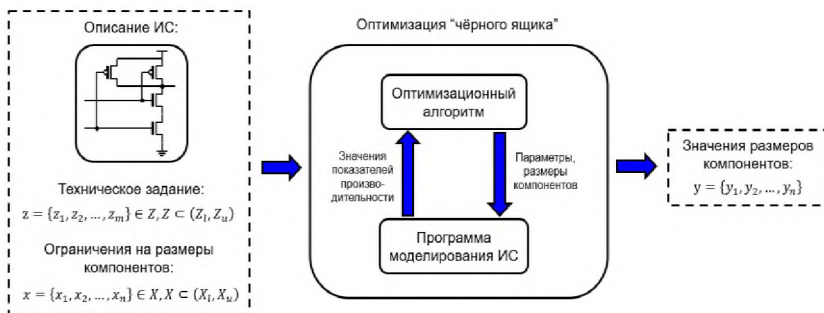 Описание ИС:
Техническое задание:
z = {z₁, z₂, ..., zₘ} ∈ Z, Z ⊂ (Zₗ, Zᵤ)
Ограничения на размеры
компонентов:
x = {x₁, x₂, ..., xₙ} ∈ X, X ⊂ (Xₗ, Xᵤ)
Оптимизация "чёрного ящика"
Оптимизационный
алгоритм
Значения
показателей
произво-
дительности
Параметры,
размеры
компонентов
Программа
моделирования ИС
Значения размеров
компонентов:
y = {y₁, y₂, ..., yₙ}